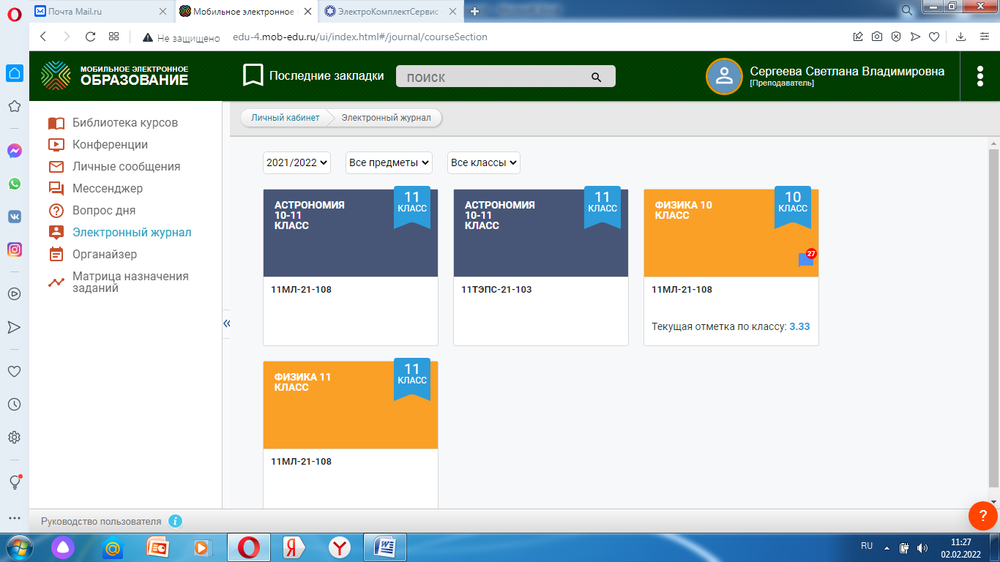 Почта Mail.ru
Мобильное электронное
ЭлектроКомплектСервис
Не защищено
edu-4.mob-edu.ru/ui/index.html#/journal/courseSection
МОБИЛЬНОЕ ЭЛЕКТРОННОЕ
ОБРАЗОВАНИЕ
Последние закладки
поиск
Сергеева Светлана Владимировна
[Преподаватель]
Библиотека курсов
Конференции
Личные сообщения
Мессенджер
Вопрос дня
Электронный журнал
Органайзер
Матрица назначения
заданий
Личный кабинет
Электронный журнал
2021/2022
Все предметы
Все классы
АСТРОНОМИЯ
10-11
КЛАСС
11
КЛАСС
11МЛ-21-108
АСТРОНОМИЯ
10-11
КЛАСС
11
КЛАСС
11ТЭПС-21-103
ФИЗИКА 10
КЛАСС
10
КЛАСС
27
11МЛ-21-108
Текущая отметка по классу: 3.33
ФИЗИКА 11
КЛАСС
11
КЛАСС
11МЛ-21-108
Руководство пользователя
i
?
RU
11:27
02.02.2022